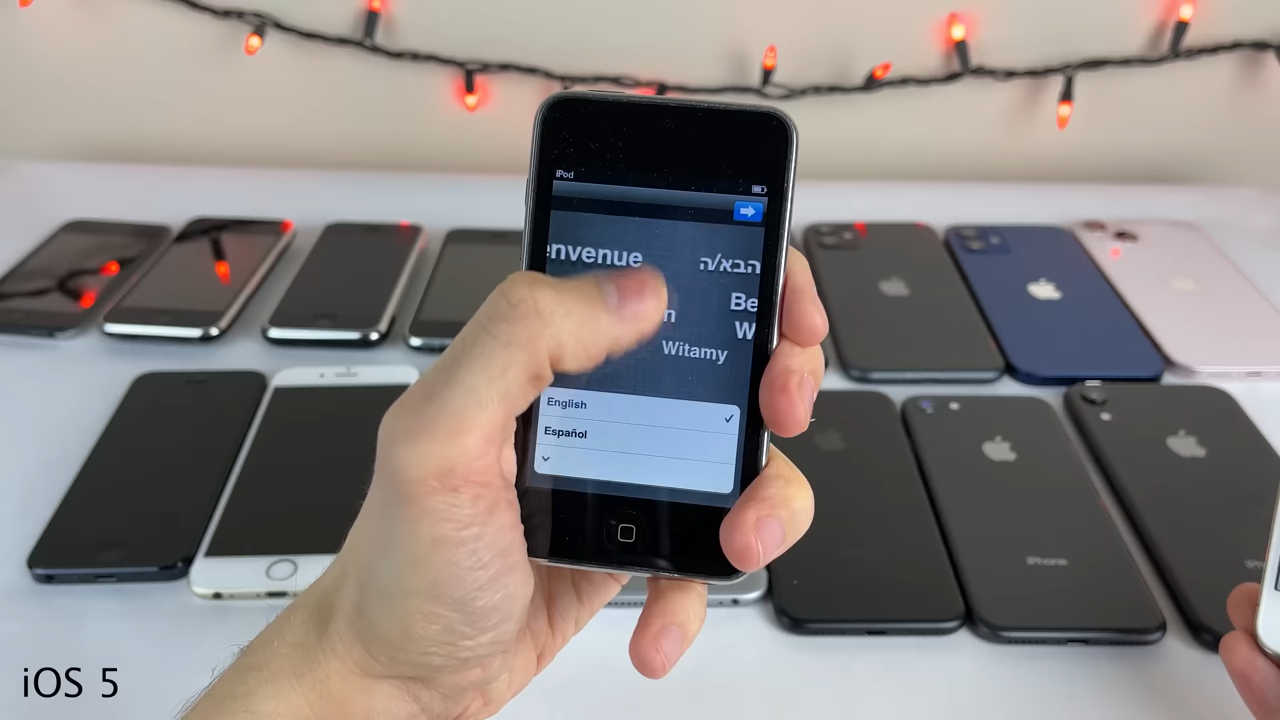 iPod
envenue
הבא/ה
n
Be
W
Witamy
English
Español
iPhone
iOS 5